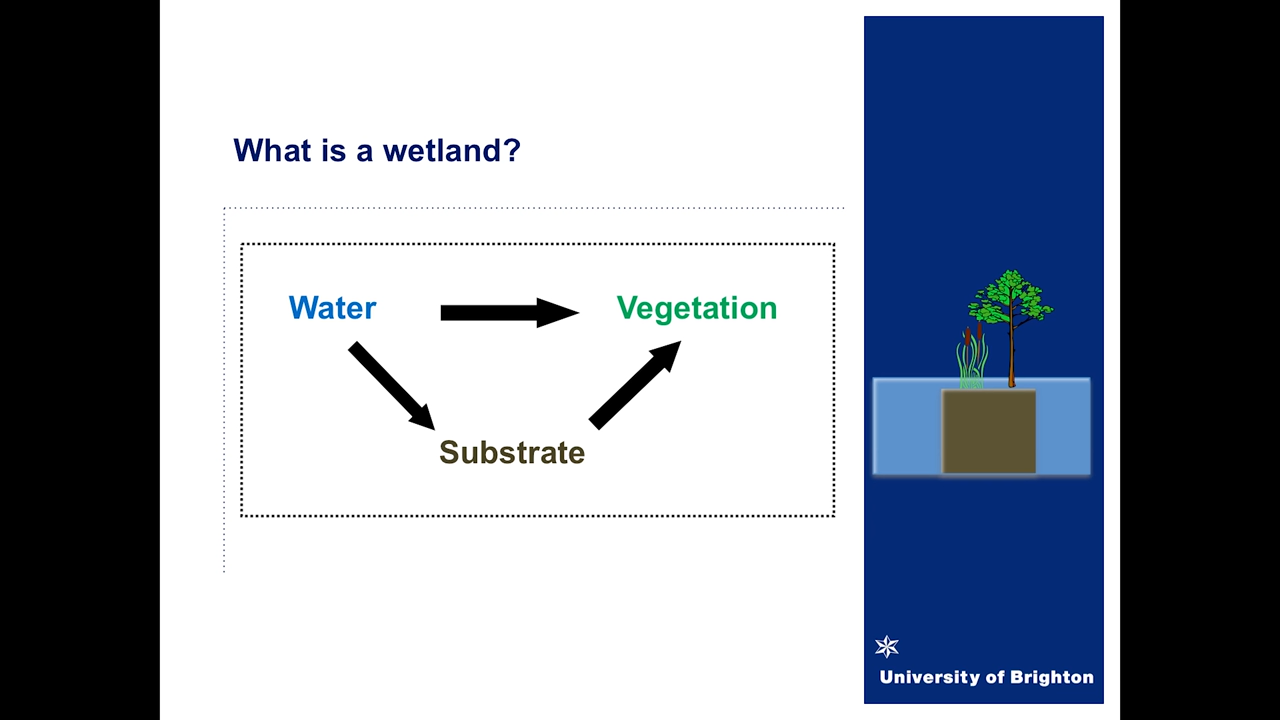 What is a wetland?
Water
Vegetation
Substrate
University of Brighton